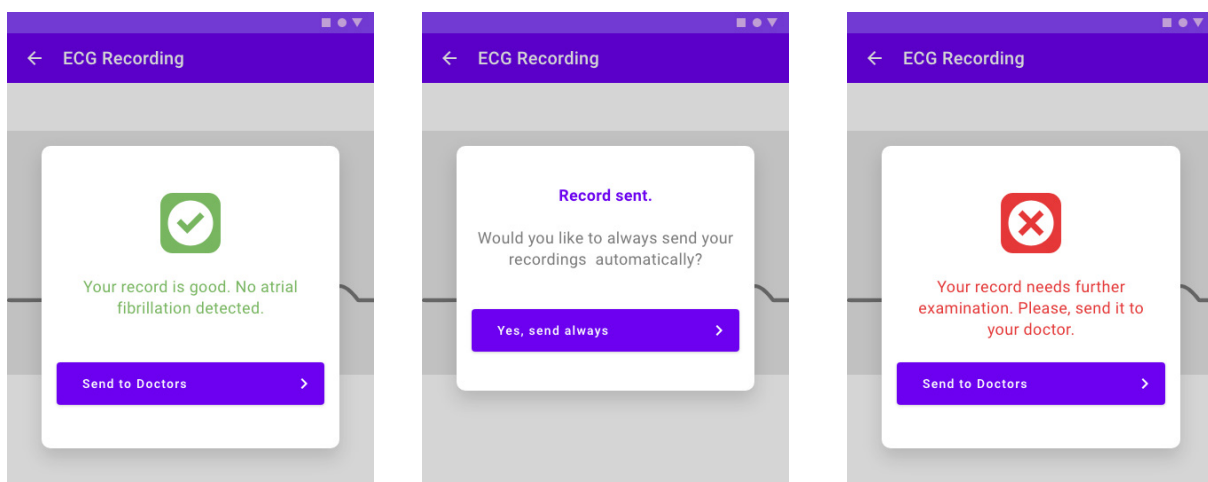 ECG Recording
Your record is good. No atrial
fibrillation detected.
Send to Doctors
ECG Recording
Record sent.
Would you like to always send your
recordings automatically?
Yes, send always
ECG Recording
Your record needs further
examination. Please, send it to
your doctor.
Send to Doctors